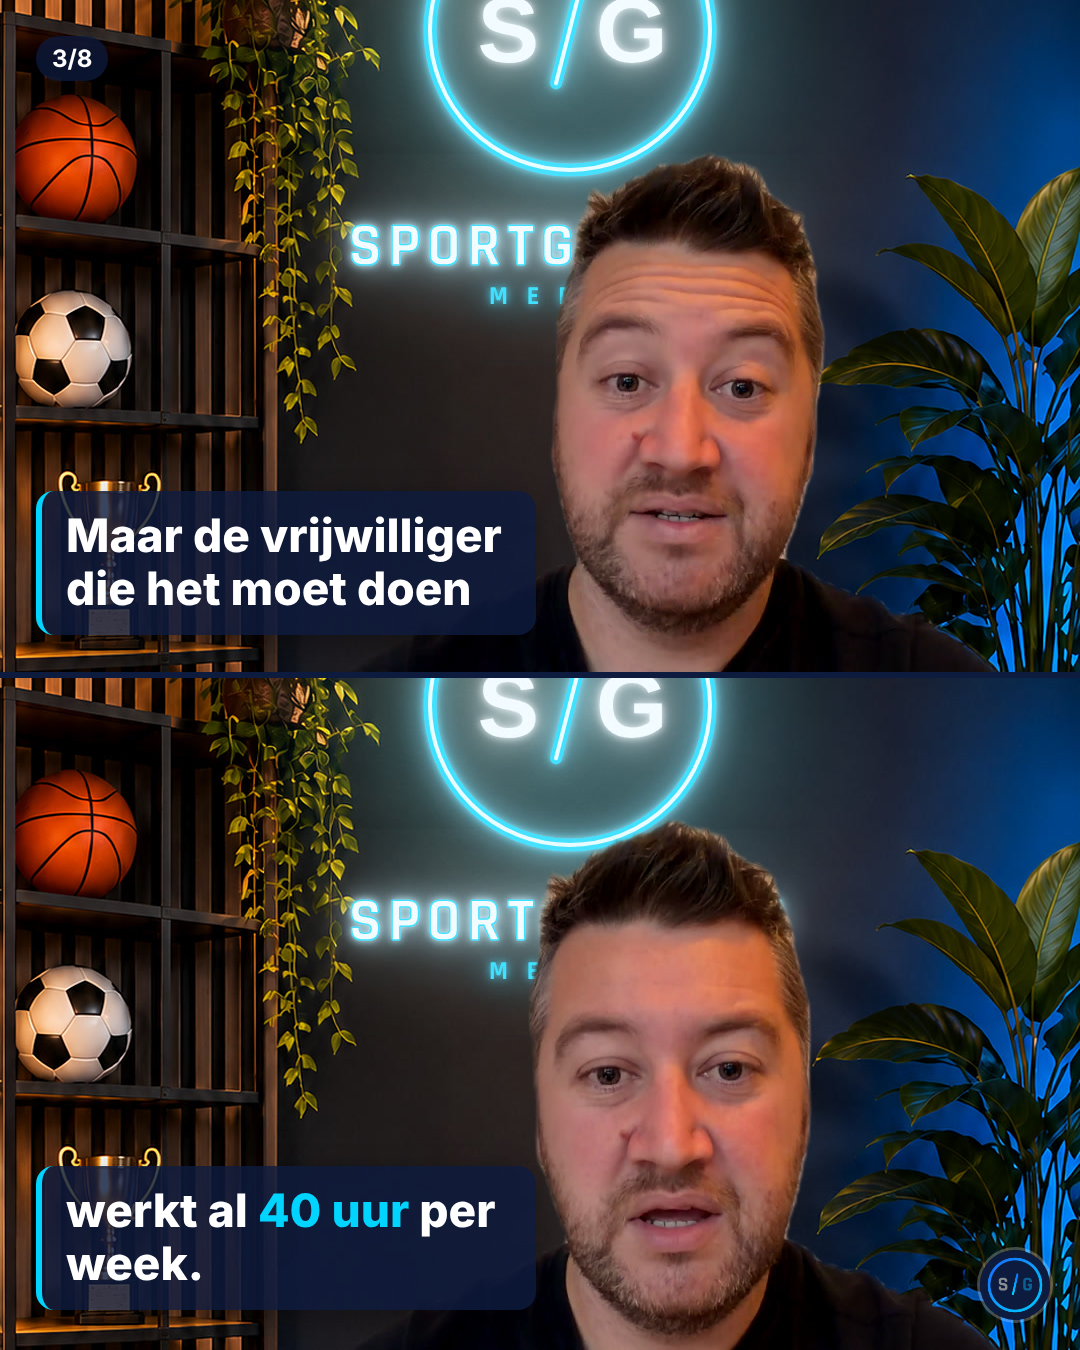 3/8
S/G
SPORTG
ME
Maar de vrijwilliger
die het moet doen
S/G
SPORT
ME
werkt al 40 uur per
week.
S/G